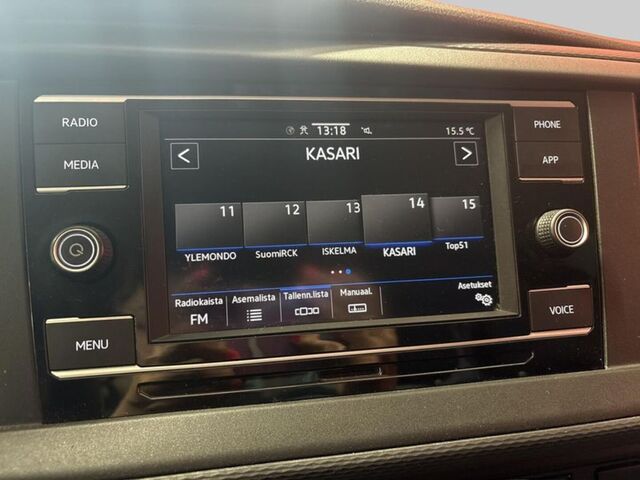 RADIO
MEDIA
MENU
PHONE
APP
VOICE
13:18
15.5 °C
< KASARI >
11 12 13 14 15
YLEMONDO SuomiRCK ISKELMA KASARI Top51
Radiokaista Asemalista Tallenn.lista Manuaal. Asetukset
FM